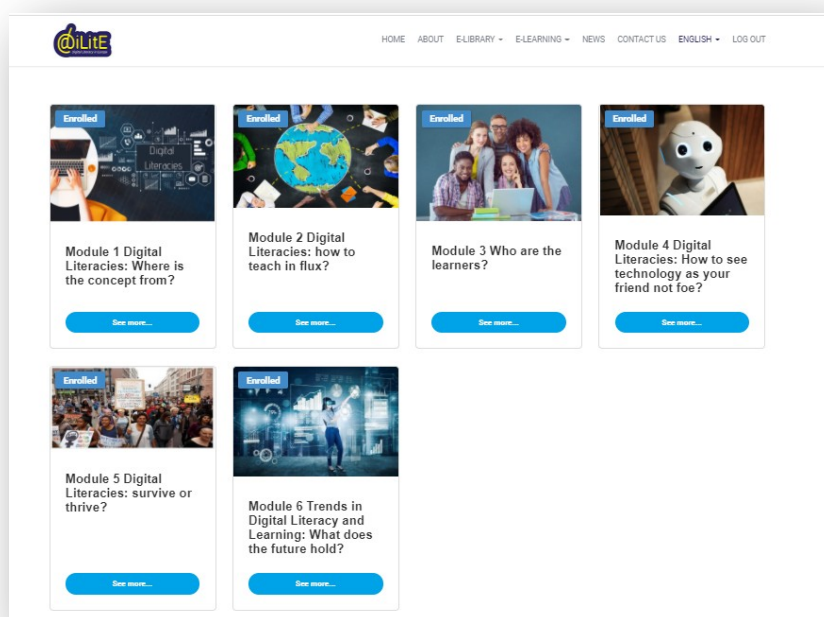 @iLitE
HOME ABOUT E-LIBRARY E-LEARNING NEWS CONTACT US ENGLISH LOG OUT
Enrolled
Digital
Literacies
Module 1 Digital
Literacies: Where is
the concept from?
See more...
Enrolled
Module 2 Digital
Literacies: how to
teach in flux?
See more...
Enrolled
Module 3 Who are the
learners?
See more...
Enrolled
Module 4 Digital
Literacies: How to see
technology as your
friend not foe?
See more...
Enrolled
Module 5 Digital
Literacies: survive or
thrive?
See more...
Enrolled
Module 6 Trends in
Digital Literacy and
Learning: What does
the future hold?
See more...